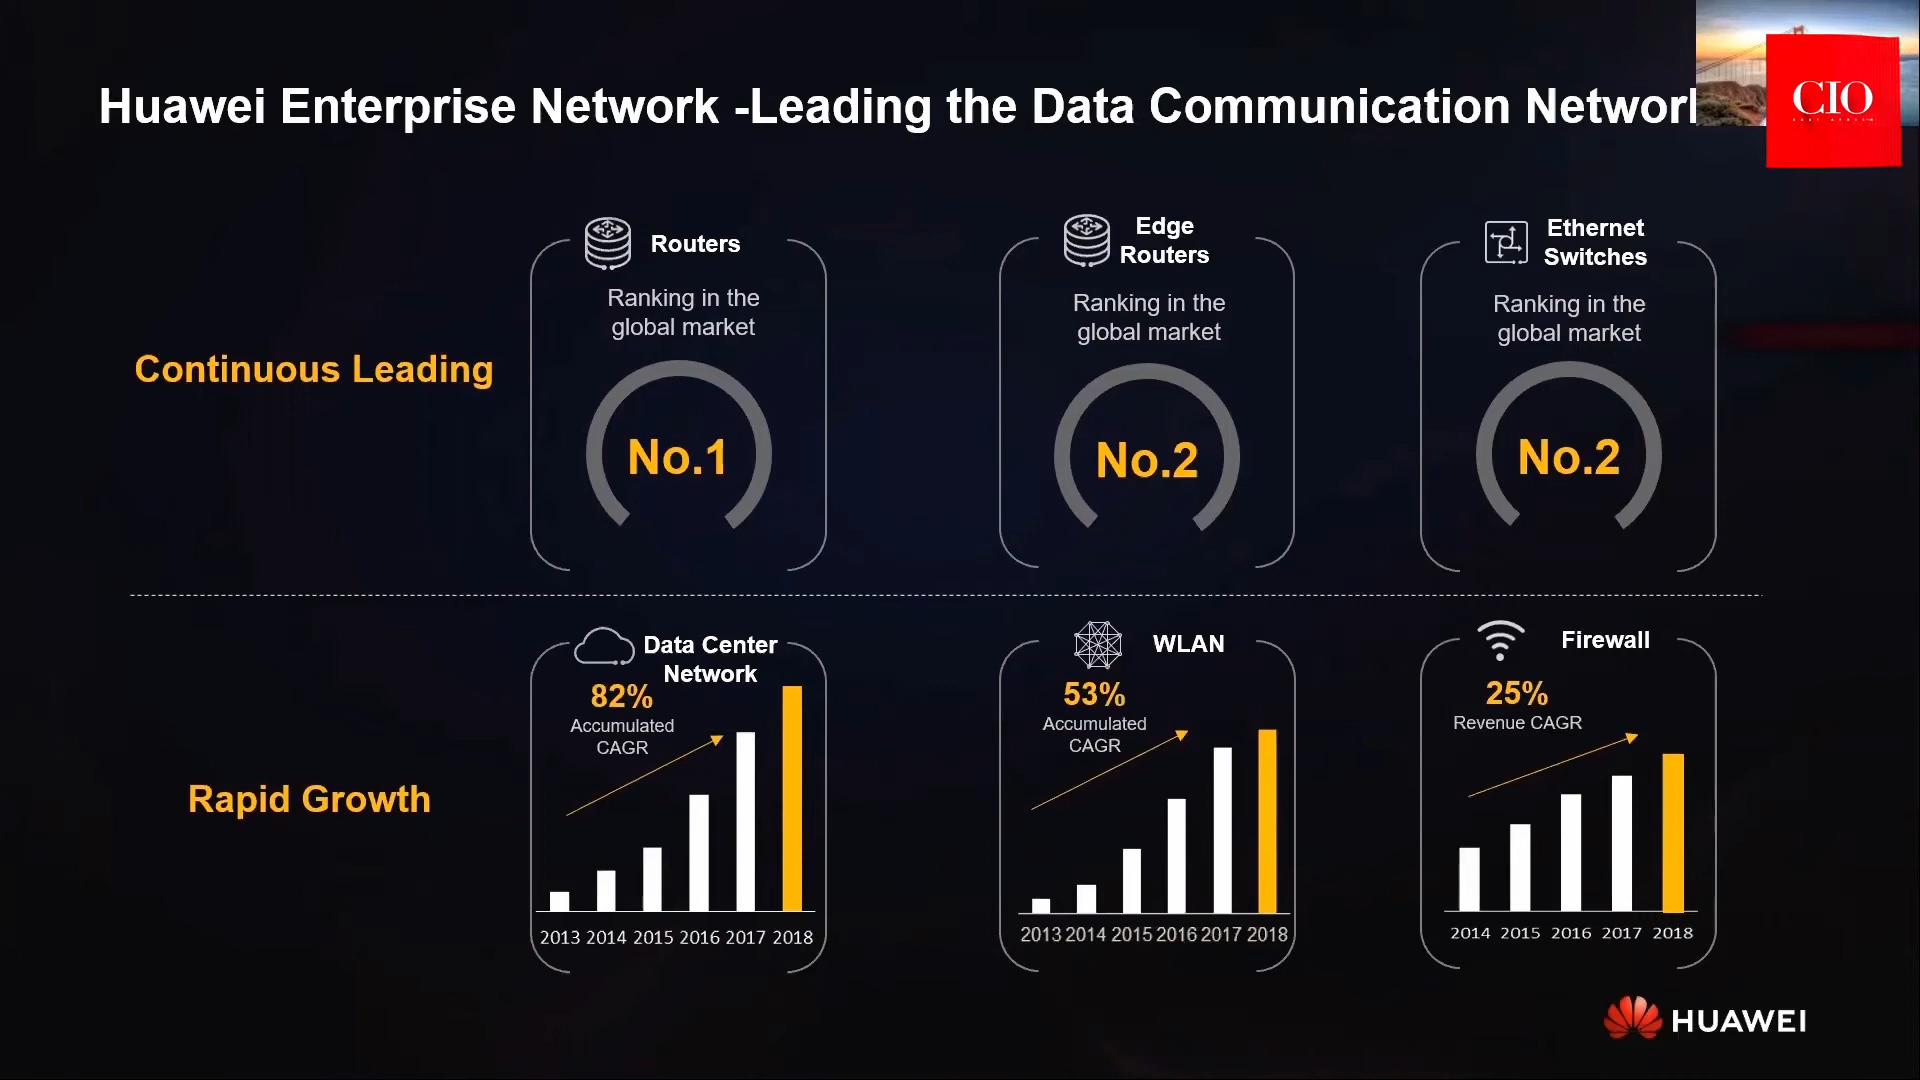 Huawei Enterprise Network -Leading the Data Communication Network
CIO
EAST AFRICA
Routers
Ranking in the
global market
No.1
Edge
Routers
Ranking in the
global market
No.2
Ethernet
Switches
Ranking in the
global market
No.2
Continuous Leading
Rapid Growth
Data Center
Network
82%
Accumulated
CAGR
2013 2014 2015 2016 2017 2018
WLAN
53%
Accumulated
CAGR
2013 2014 2015 2016 2017 2018
Firewall
25%
Revenue CAGR
2014 2015 2016 2017 2018
HUAWEI